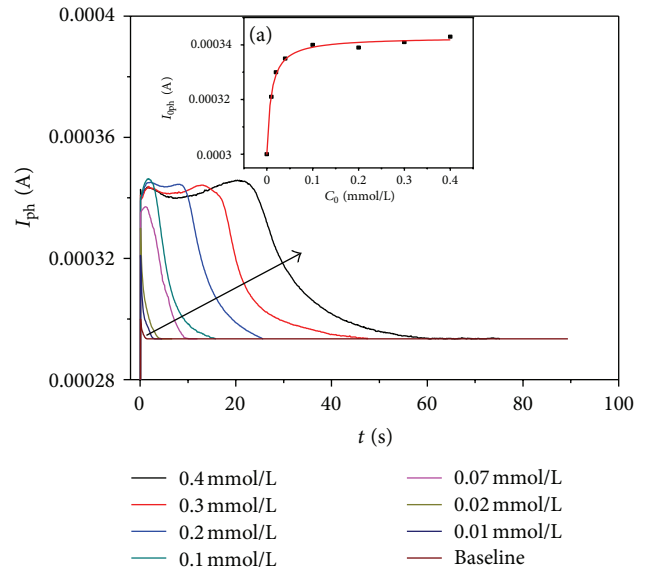 (a)
0.00034
0.00032
0.0003
I0ph (A)
0 0.1 0.2 0.3 0.4
C0 (mmol/L)
0.0004
0.00036
0.00032
0.00028
Iph (A)
0 20 40 60 80 100
t (s)
0.4 mmol/L
0.3 mmol/L
0.2 mmol/L
0.1 mmol/L
0.07 mmol/L
0.02 mmol/L
0.01 mmol/L
Baseline